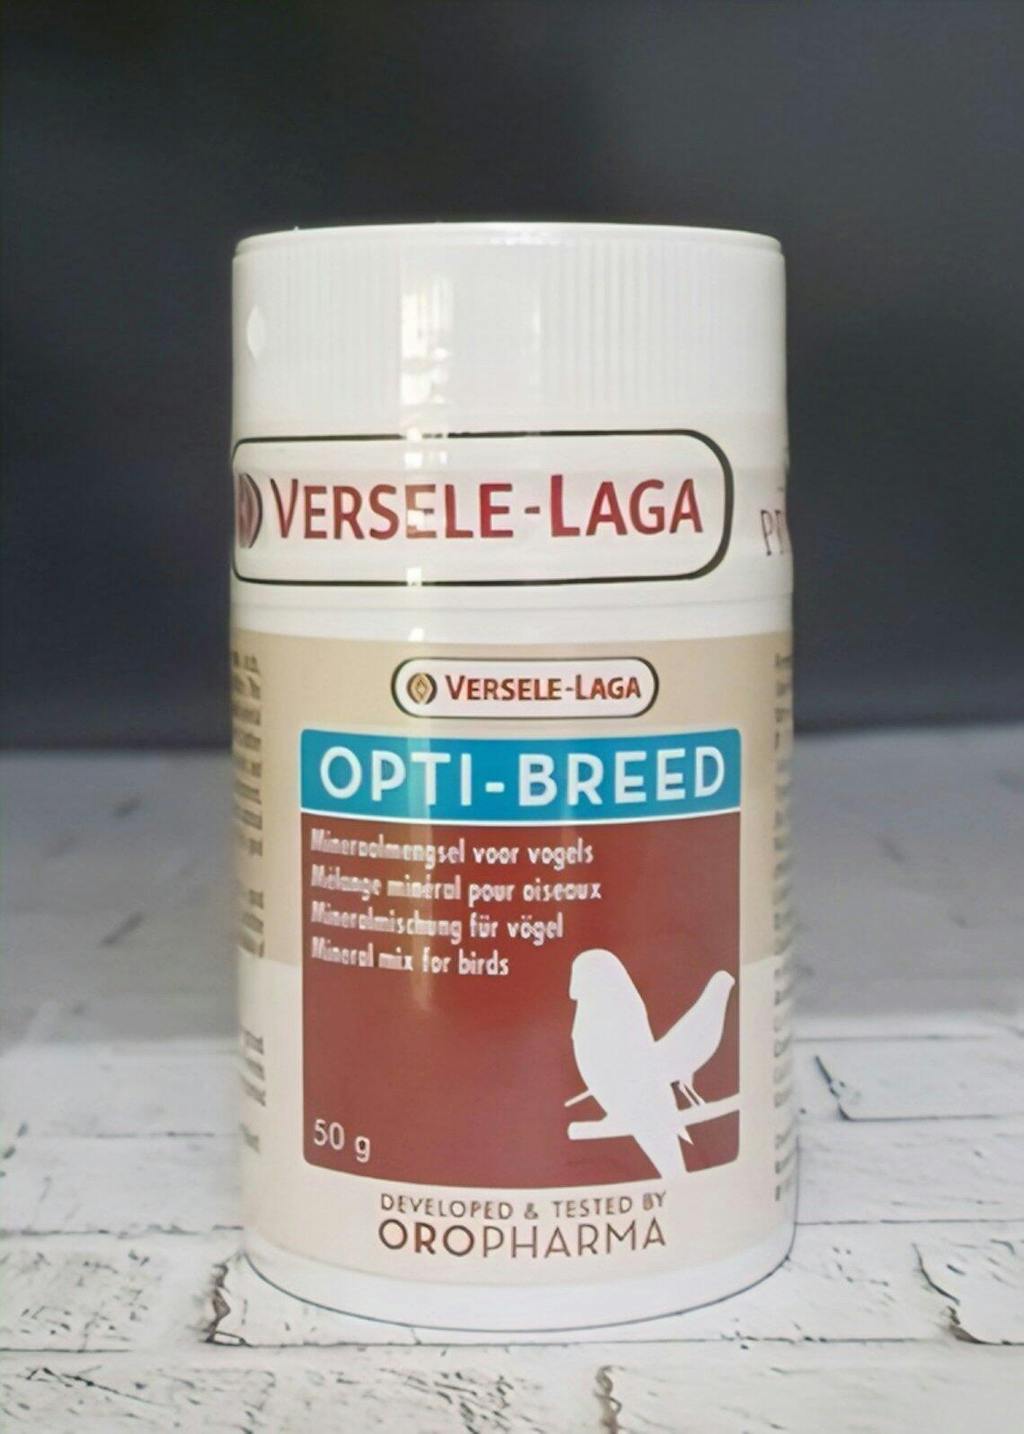 VERSELE-LAGA
VERSELE-LAGA
OPTI-BREED
Mineraalmengsel voor vogels
Mélange minéral pour oiseaux
Mineralmischung für vögel
Mineral mix for birds
50 g
DEVELOPED & TESTED BY
OROPHARMA